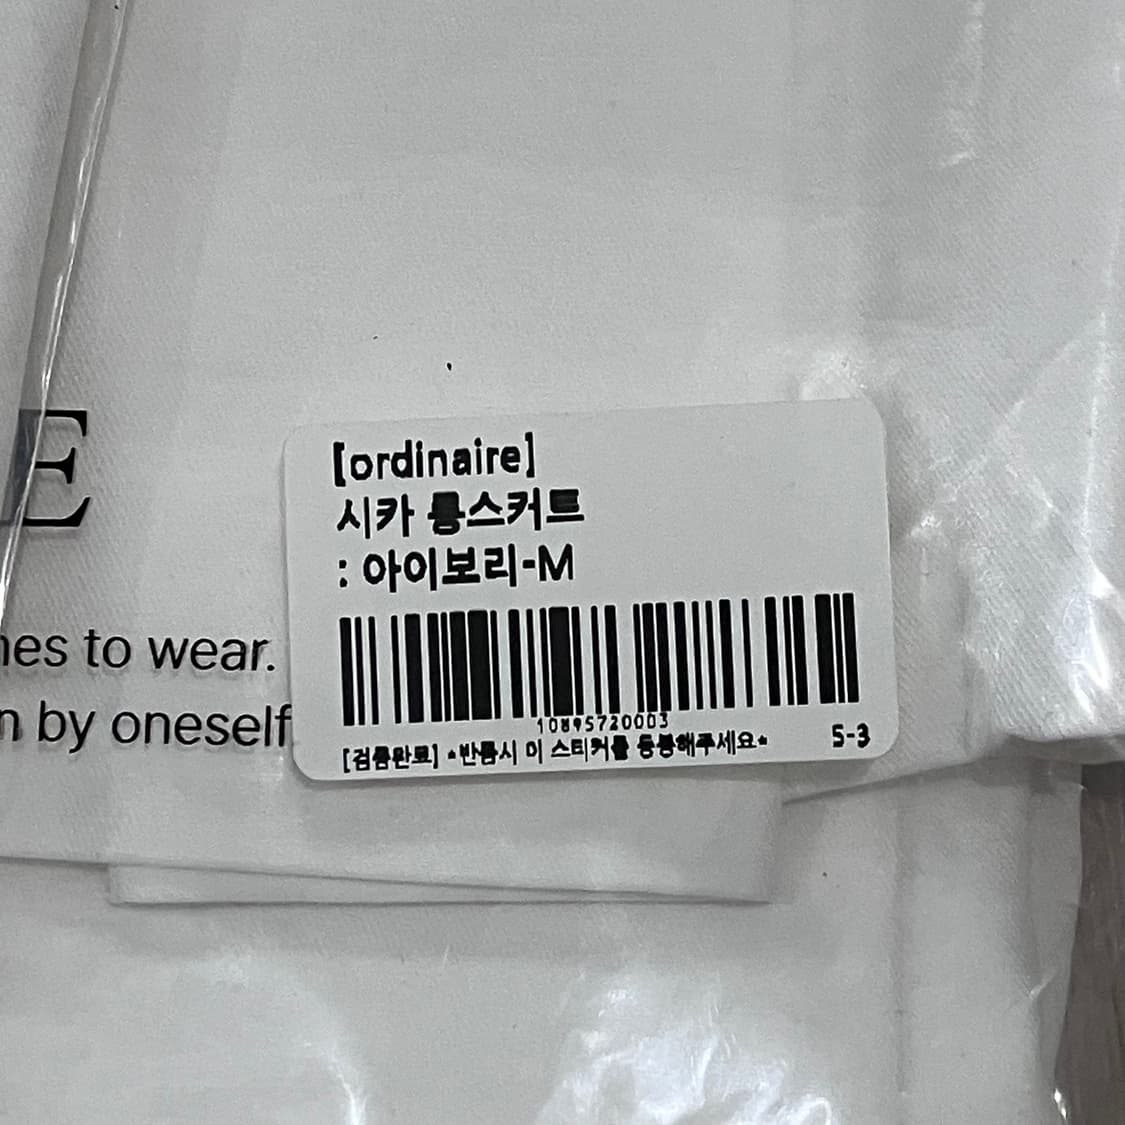 E
[ordinaire]
시카 롱스커트
: 아이보리-M
to wear.
by oneself
10895720003
[검품완료] *반품시 이 스티커를 동봉해주세요*
5-3